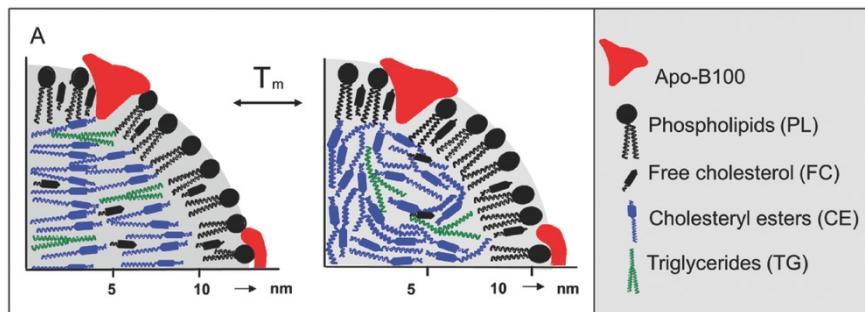 A
Tm
5
10
nm
5
10
nm
Apo-B100
Phospholipids (PL)
Free cholesterol (FC)
Cholesteryl esters (CE)
Triglycerides (TG)